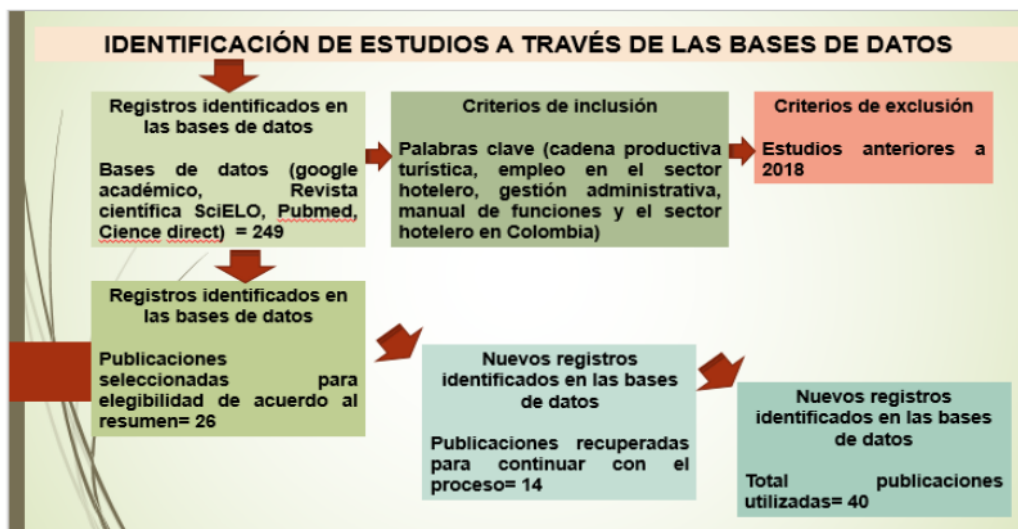 IDENTIFICACIÓN DE ESTUDIOS A TRAVÉS DE LAS BASES DE DATOS
Registros identificados en
las bases de datos
Bases de datos (google
académico, Revista
científica SciELO, Pubmed,
Cience direct) = 249
Criterios de inclusión
Palabras clave (cadena productiva
turística, empleo en el sector
hotelero, gestión administrativa,
manual de funciones y el sector
hotelero en Colombia)
Criterios de exclusión
Estudios anteriores a
2018
Registros identificados en
las bases de datos
Publicaciones
seleccionadas para
elegibilidad de acuerdo al
resumen= 26
Nuevos registros
identificados en las bases
de datos
Publicaciones recuperadas
para continuar con el
proceso= 14
Nuevos registros
identificados en las bases
de datos
Total publicaciones
utilizadas= 40